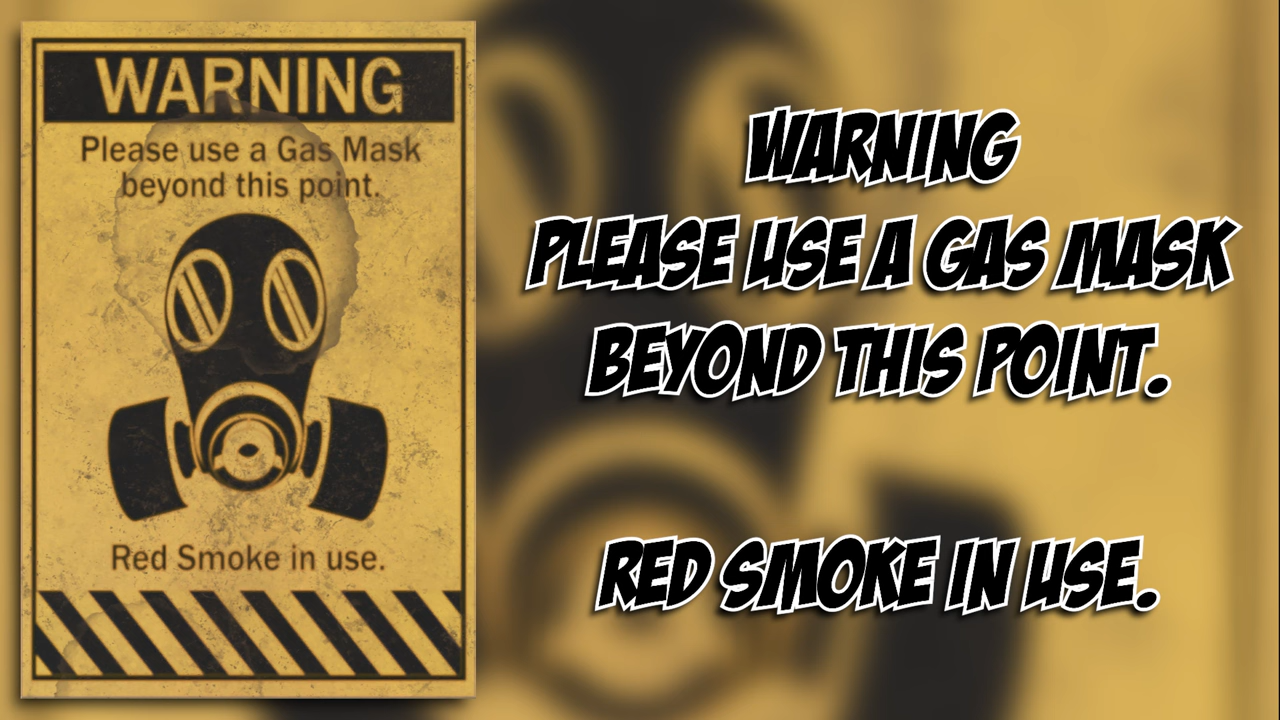 WARNING
Please use a Gas Mask
beyond this point.
Red Smoke in use.
WARNING
PLEASE USE A GAS MASK
BEYOND THIS POINT.
RED SMOKE IN USE.